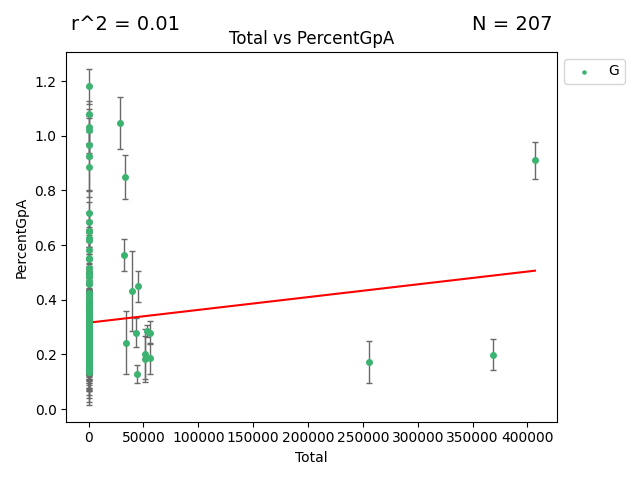 r^2 = 0.01
N = 207
Total vs PercentGpA
G
1.2
1.0
0.8
0.6
0.4
0.2
0.0
PercentGpA
0 50000 100000 150000 200000 250000 300000 350000 400000
Total